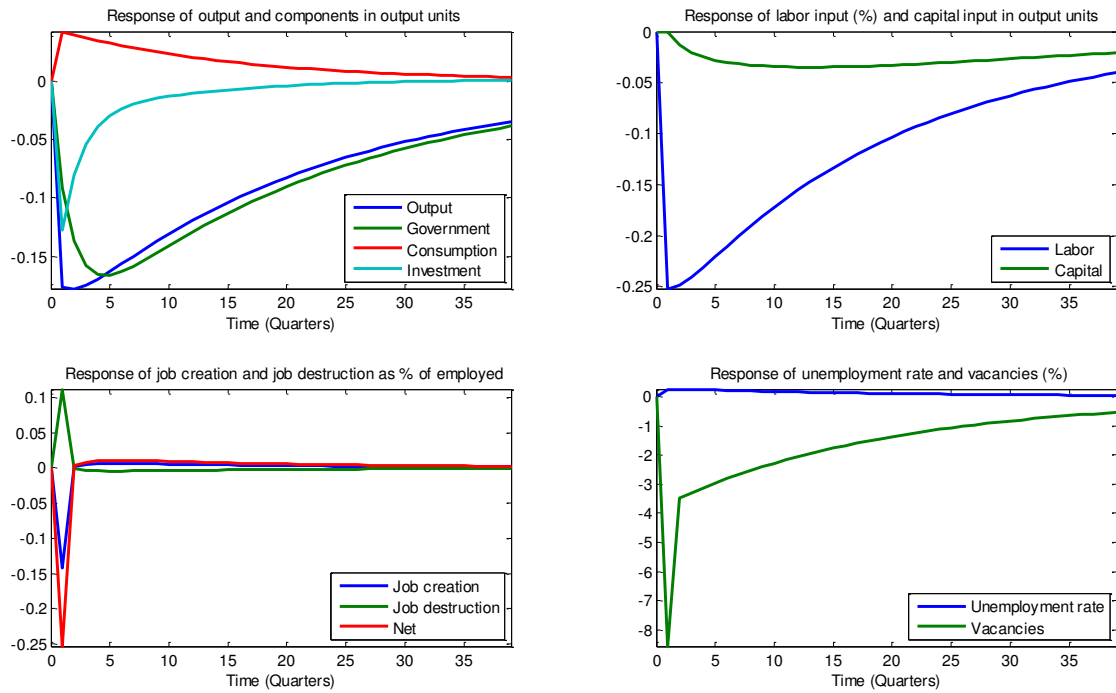 Response of output and components in output units
0
-0.05
-0.1
-0.15
0 5 10 15 20 25 30 35
Time (Quarters)
Output
Government
Consumption
Investment
Response of labor input (%) and capital input in output units
0
-0.05
-0.1
-0.15
-0.2
-0.25
0 5 10 15 20 25 30 35
Time (Quarters)
Labor
Capital
Response of job creation and job destruction as % of employed
0.1
0.05
0
-0.05
-0.1
-0.15
-0.2
-0.25
0 5 10 15 20 25 30 35
Time (Quarters)
Job creation
Job destruction
Net
Response of unemployment rate and vacancies (%)
0
-1
-2
-3
-4
-5
-6
-7
-8
0 5 10 15 20 25 30 35
Time (Quarters)
Unemployment rate
Vacancies